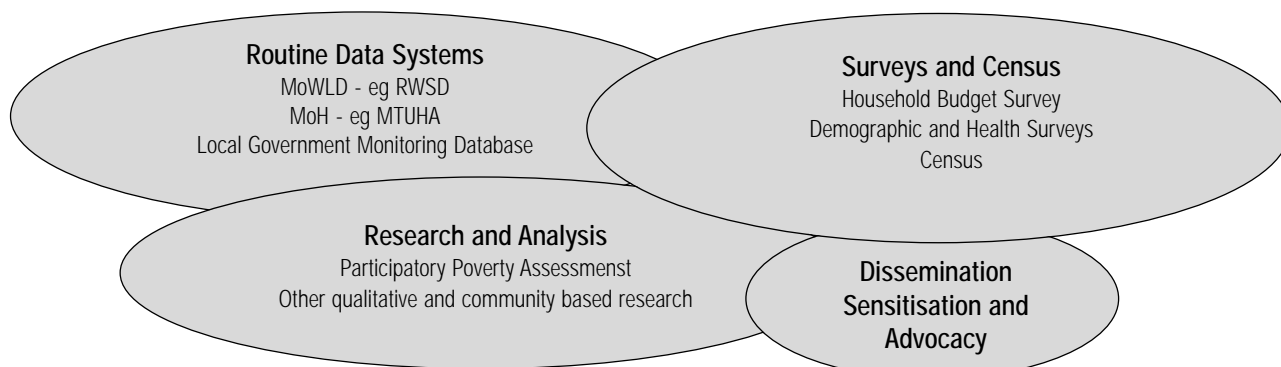 Routine Data Systems
MoWLD - eg RWSD
MoH - eg MTUHA
Local Government Monitoring Database
Surveys and Census
Household Budget Survey
Demographic and Health Surveys
Census
Research and Analysis
Participatory Poverty Assessmenst
Other qualitative and community based research
Dissemination
Sensitisation and
Advocacy